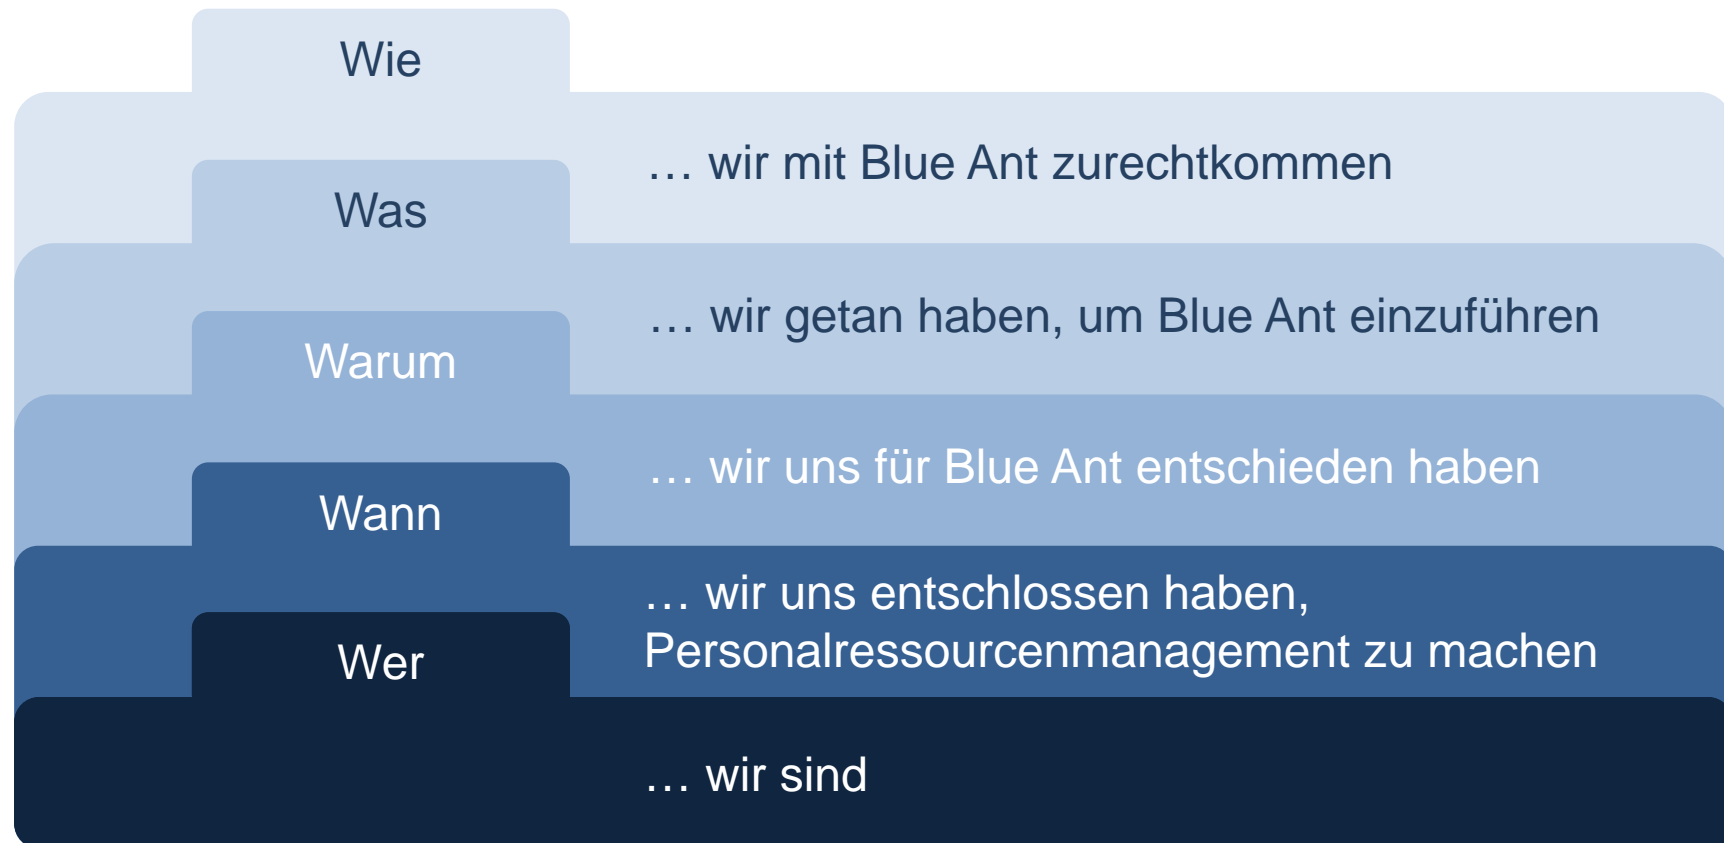 Wie
… wir mit Blue Ant zurechtkommen
Was
… wir getan haben, um Blue Ant einzuführen
Warum
… wir uns für Blue Ant entschieden haben
Wann
… wir uns entschlossen haben,
Personalressourcenmanagement zu machen
Wer
… wir sind